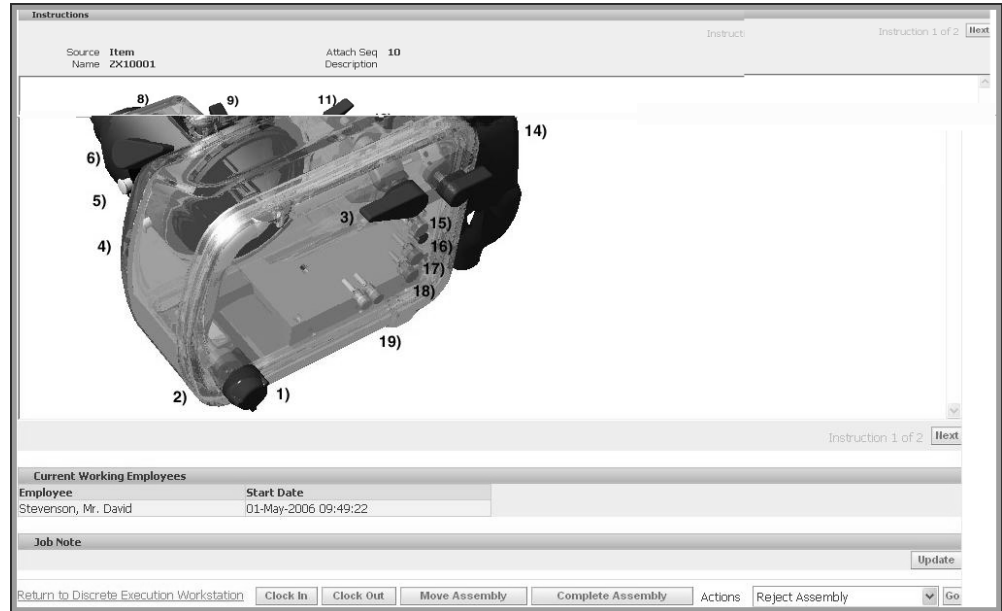 Instructions
Instructi Instruction 1 of 2 Next
Source Item Attach Seq 10
Name ZX10001 Description
8) 9) 11)
14)
6)
5)
3)
15)
4)
16)
17)
18)
19)
2) 1)
Instruction 1 of 2 Next
Current Working Employees
Employee Start Date
Stevenson, Mr. David 01-May-2006 09:49:22
Job Note
Update
Return to Discrete Execution Workstation Clock In Clock Out Move Assembly Complete Assembly Actions Reject Assembly Go